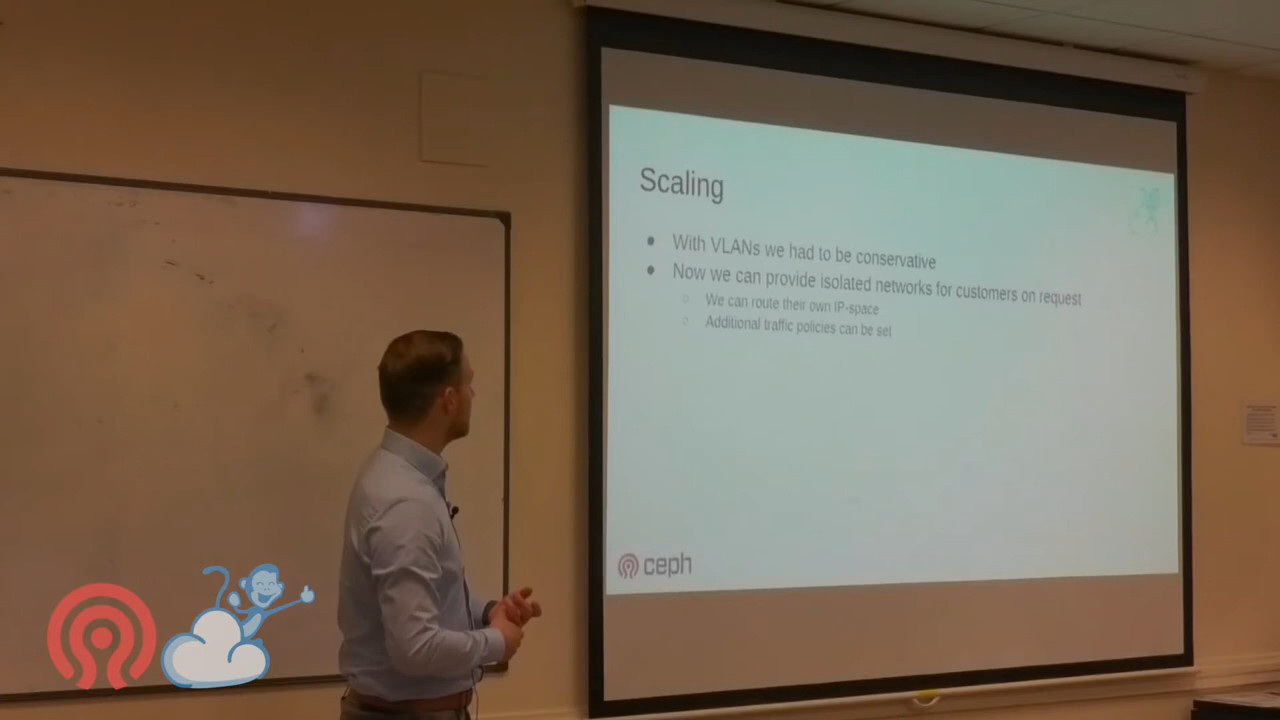 Scaling
● With VLANs we had to be conservative
● Now we can provide isolated networks for customers on request
○ We can route their own IP-space
○ Additional traffic policies can be set
ceph